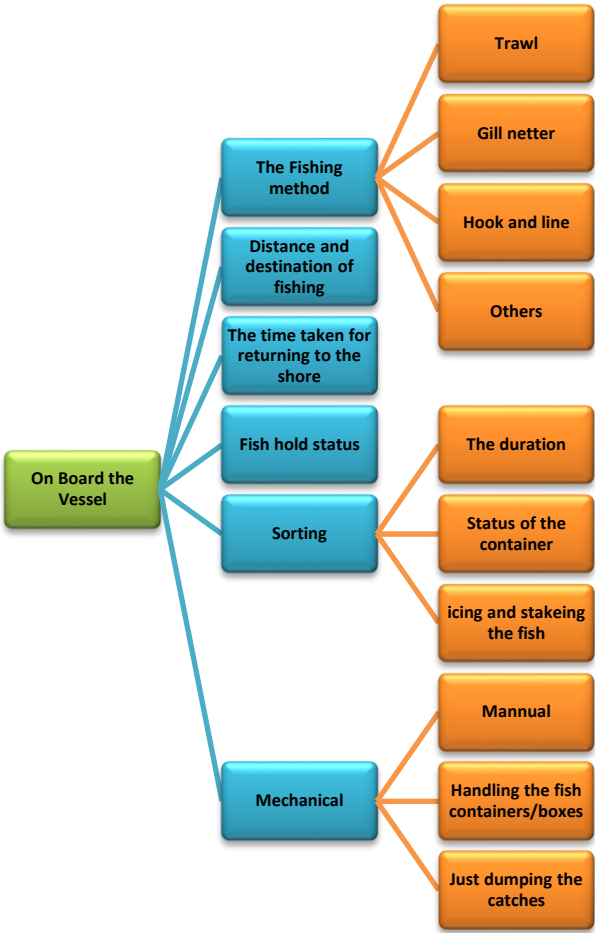 On Board the
Vessel
The Fishing
method
Trawl
Gill netter
Hook and line
Others
Distance and
destination of
fishing
The time taken for
returning to the
shore
Fish hold status
Sorting
The duration
Status of the
container
icing and stakeing
the fish
Mechanical
Mannual
Handling the fish
containers/boxes
Just dumping the
catches